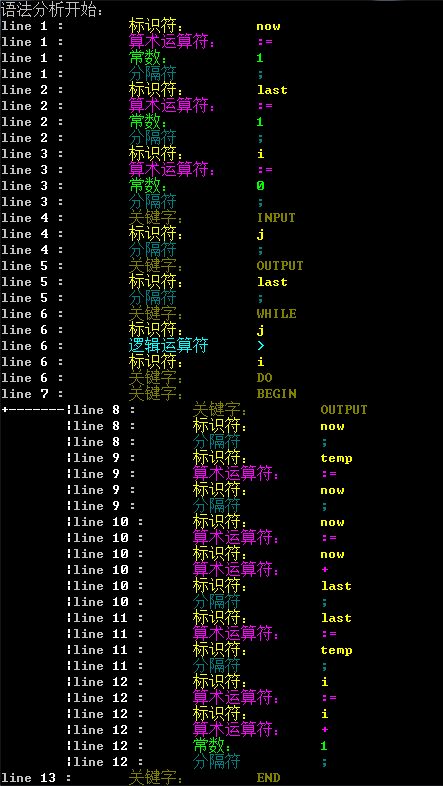 语法分析开始:
line 1 : 标识符: now
line 1 : 算术运算符: :=
line 1 : 常数: 1
line 1 : 分隔符 ;
line 2 : 标识符: last
line 2 : 算术运算符: :=
line 2 : 常数: 1
line 2 : 分隔符 ;
line 3 : 标识符: i
line 3 : 算术运算符: :=
line 3 : 常数: 0
line 3 : 分隔符 ;
line 4 : 关键字: INPUT
line 4 : 标识符: j
line 4 : 分隔符 ;
line 5 : 关键字: OUTPUT
line 5 : 标识符: last
line 5 : 分隔符 ;
line 6 : 关键字: WHILE
line 6 : 标识符: j
line 6 : 逻辑运算符 >
line 6 : 标识符: i
line 6 : 关键字: DO
line 7 : 关键字: BEGIN
+-------|line 8 : 关键字: OUTPUT
|line 8 : 标识符: now
|line 8 : 分隔符 ;
|line 9 : 标识符: temp
|line 9 : 算术运算符: :=
|line 9 : 标识符: now
|line 9 : 分隔符 ;
|line 10 : 标识符: now
|line 10 : 算术运算符: :=
|line 10 : 标识符: now
|line 10 : 算术运算符: +
|line 10 : 标识符: last
|line 10 : 分隔符 ;
|line 11 : 标识符: last
|line 11 : 算术运算符: :=
|line 11 : 标识符: temp
|line 11 : 分隔符 ;
|line 12 : 标识符: i
|line 12 : 算术运算符: :=
|line 12 : 标识符: i
|line 12 : 算术运算符: +
|line 12 : 常数: 1
|line 12 : 分隔符 ;
line 13 : 关键字: END